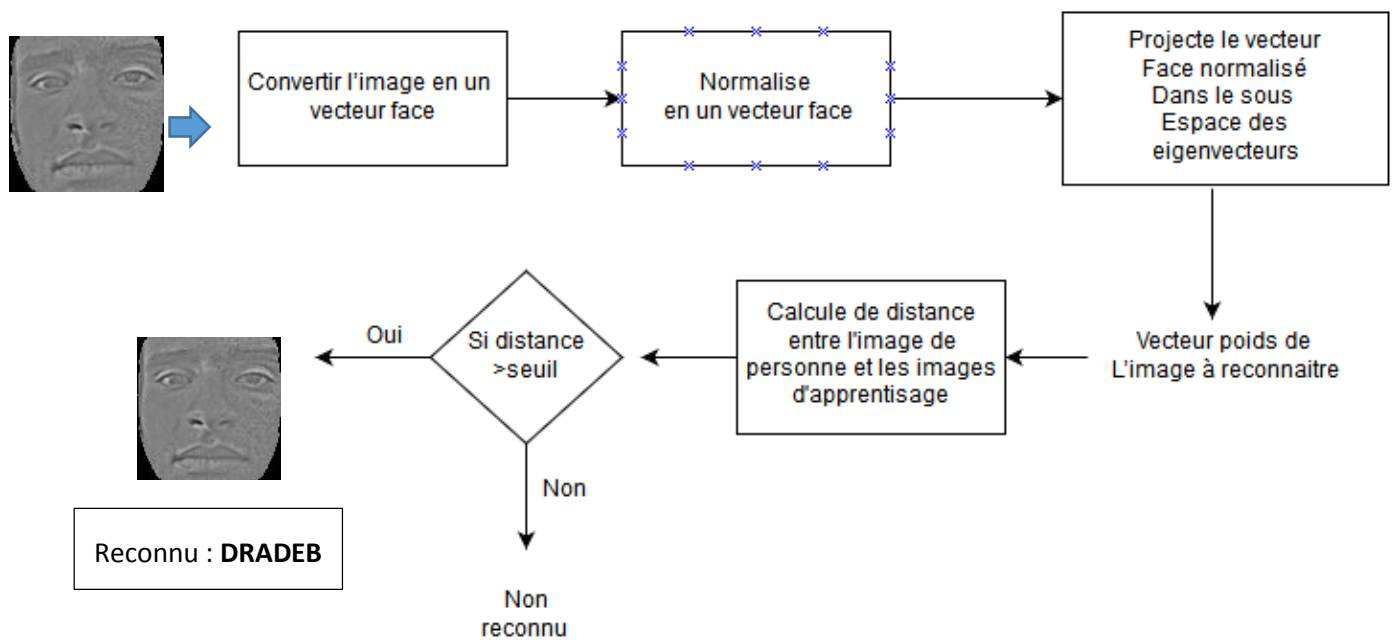 Convertir l'image en un
vecteur face
Normalise
en un vecteur face
Projecte le vecteur
Face normalisé
Dans le sous
Espace des
eigenvecteurs
Vecteur poids de
L'image à reconnaitre
Calcule de distance
entre l'image de
personne et les images
d'apprentisage
Si distance
>seuil
Oui
Non
Reconnu : DRADEB
Non
reconnu